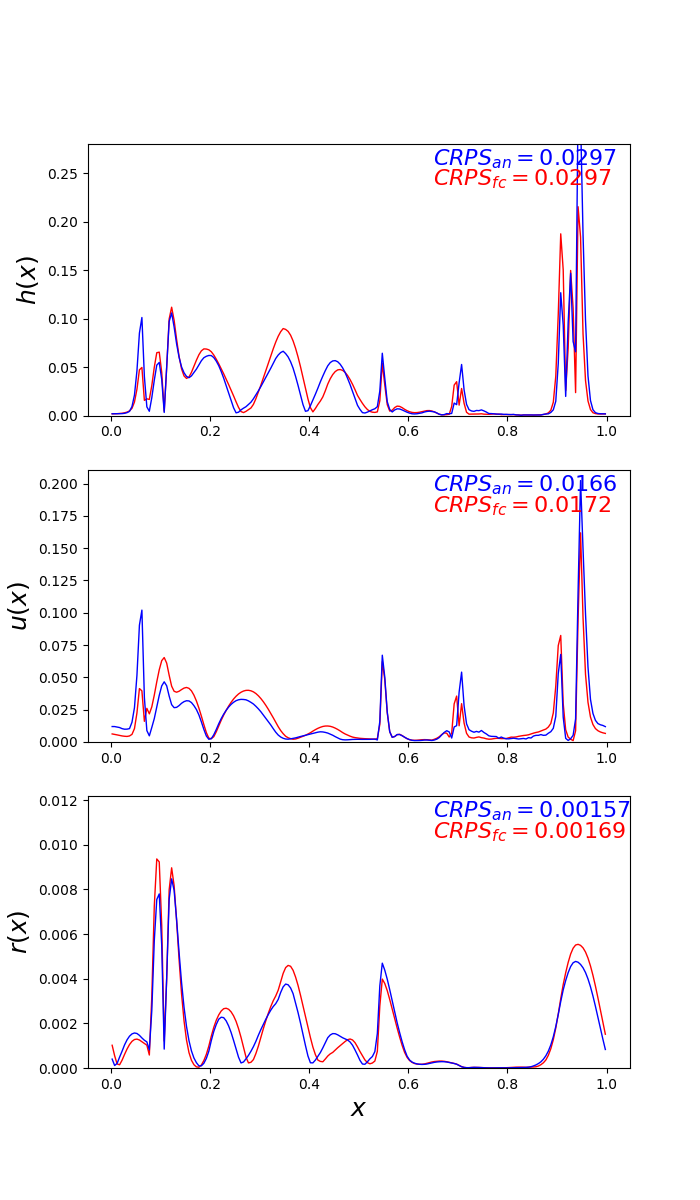 CRPS_an = 0.0297
CRPS_fc = 0.0297
h(x)
0.25
0.20
0.15
0.10
0.05
0.00
0.0 0.2 0.4 0.6 0.8 1.0
CRPS_an = 0.0166
CRPS_fc = 0.0172
u(x)
0.200
0.175
0.150
0.125
0.100
0.075
0.050
0.025
0.000
0.0 0.2 0.4 0.6 0.8 1.0
CRPS_an = 0.00157
CRPS_fc = 0.00169
r(x)
0.012
0.010
0.008
0.006
0.004
0.002
0.000
0.0 0.2 0.4 0.6 0.8 1.0
x